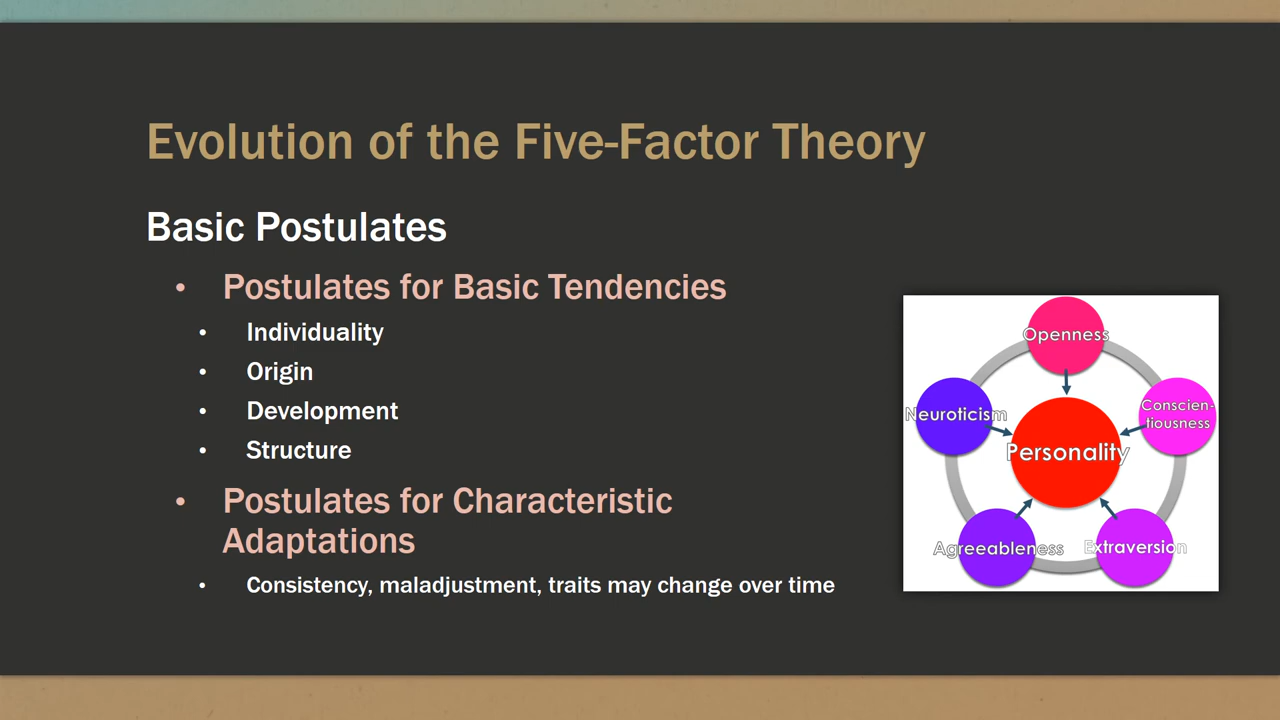 Evolution of the Five-Factor Theory
Basic Postulates
• Postulates for Basic Tendencies
• Individuality
• Origin
• Development
• Structure
• Postulates for Characteristic
Adaptations
• Consistency, maladjustment, traits may change over time
Openness
Neuroticism
Conscien-
tiousness
Personality
Agreeableness
Extraversion